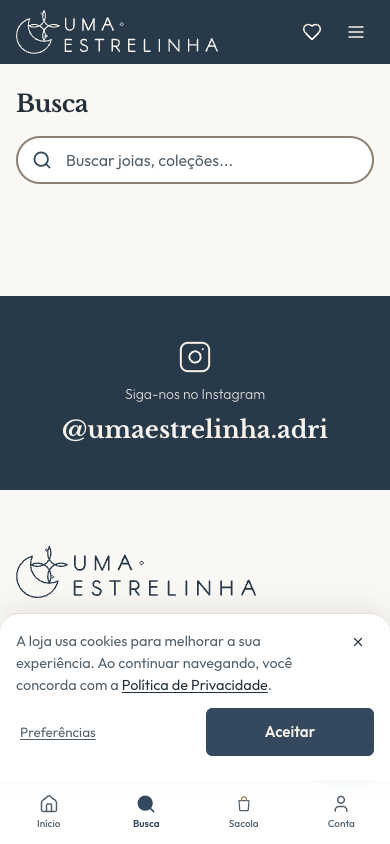 UMA
ESTRELINHA
Busca
Buscar joias, coleções...
Siga-nos no Instagram
@umaestrelinha.adri
UMA
ESTRELINHA
A loja usa cookies para melhorar a sua
experiência. Ao continuar navegando, você
concorda com a Política de Privacidade.
Preferências
Aceitar
Início
Busca
Sacola
Conta